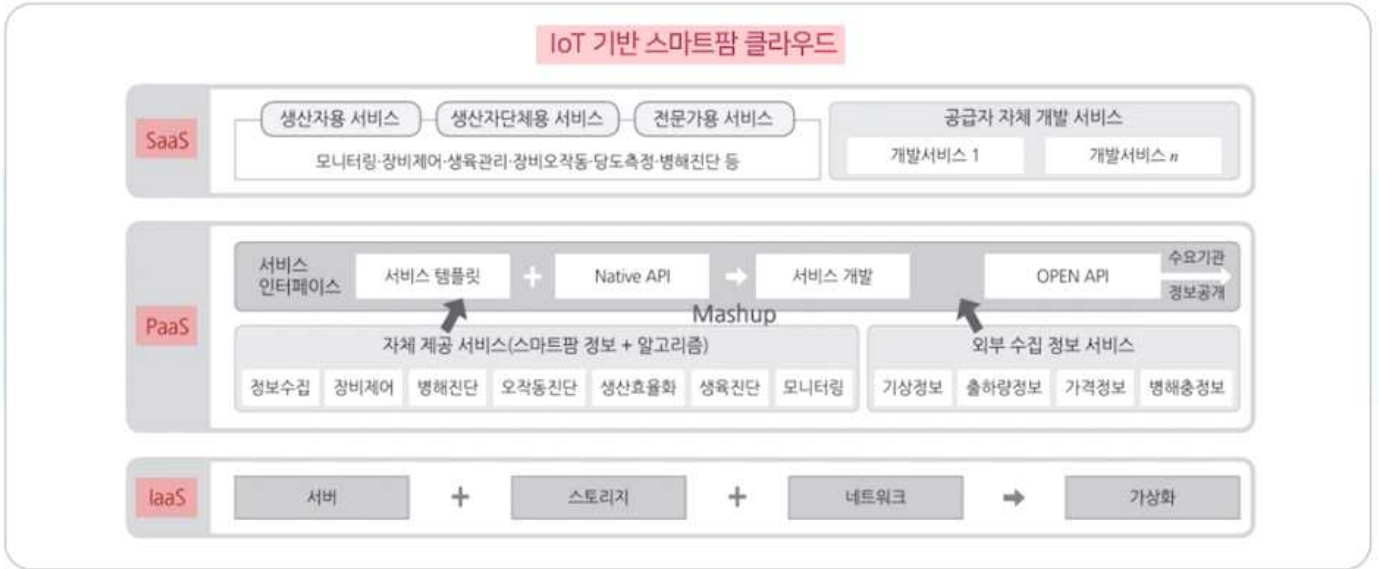 IoT 기반 스마트팜 클라우드
SaaS
생산자용 서비스 생산자단체용 서비스 전문가용 서비스
모니터링·장비제어·생육관리·장비오작동·당도측정·병해진단 등
공급자 자체 개발 서비스
개발서비스 1 개발서비스 n
PaaS
서비스
인터페이스
서비스 템플릿 + Native API 서비스 개발 OPEN API
수요기관
정보공개
Mashup
자체 제공 서비스(스마트팜 정보 + 알고리즘)
정보수집 장비제어 병해진단 오작동진단 생산효율화 생육진단 모니터링
외부 수집 정보 서비스
기상정보 출하량정보 가격정보 병해충정보
IaaS
서버 + 스토리지 + 네트워크 가상화